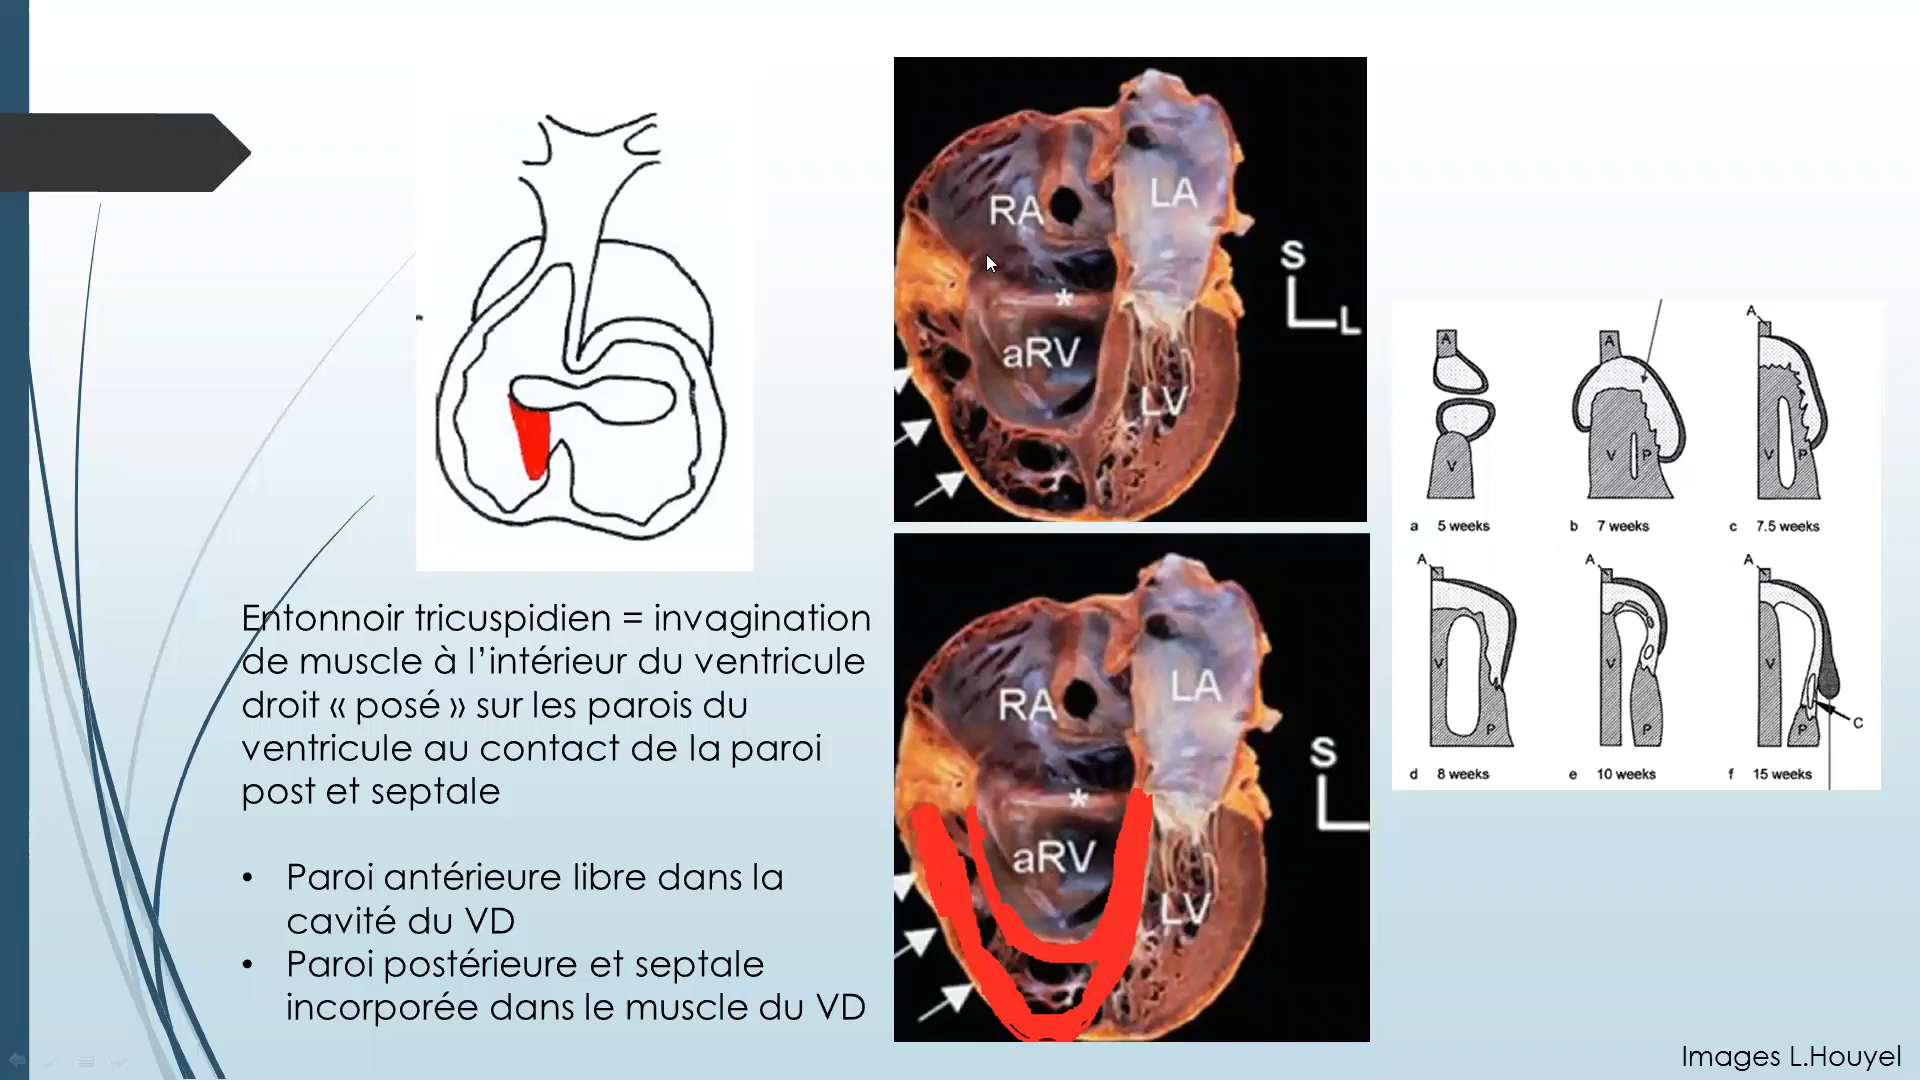 Entonnoir tricuspidien = invagination
de muscle à l'intérieur du ventricule
droit « posé » sur les parois du
ventricule au contact de la paroi
post et septale
• Paroi antérieure libre dans la
cavité du VD
• Paroi postérieure et septale
incorporée dans le muscle du VD
RA
LA
*
aRV
LV
S
L
RA
LA
*
aRV
LV
S
A
V
a 5 weeks
A
V
P
b 7 weeks
A
V
P
c 7.5 weeks
A
V
P
d 8 weeks
A
V
P
e 10 weeks
A
V
P
C
f 15 weeks
Images L.Houyel